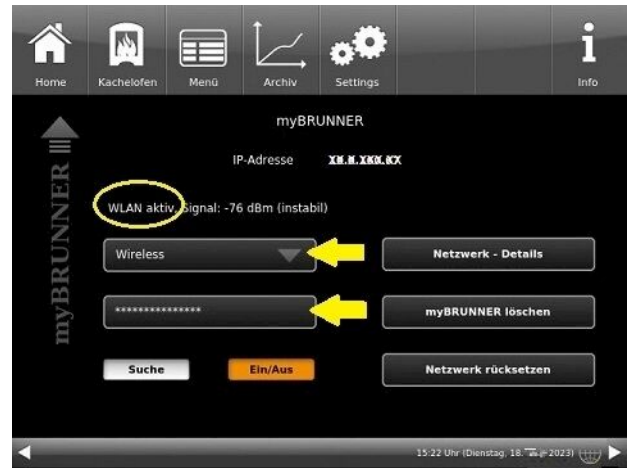 Home Kachelofen Menü Archiv Settings Info
myBRUNNER
IP-Adresse
WLAN aktiv, Signal: -76 dBm (instabil)
myBRUNNER
Wireless Netzwerk - Details
*************** myBRUNNER löschen
Suche Ein/Aus Netzwerk rücksetzen
15:22 Uhr (Dienstag, 18. 2023)